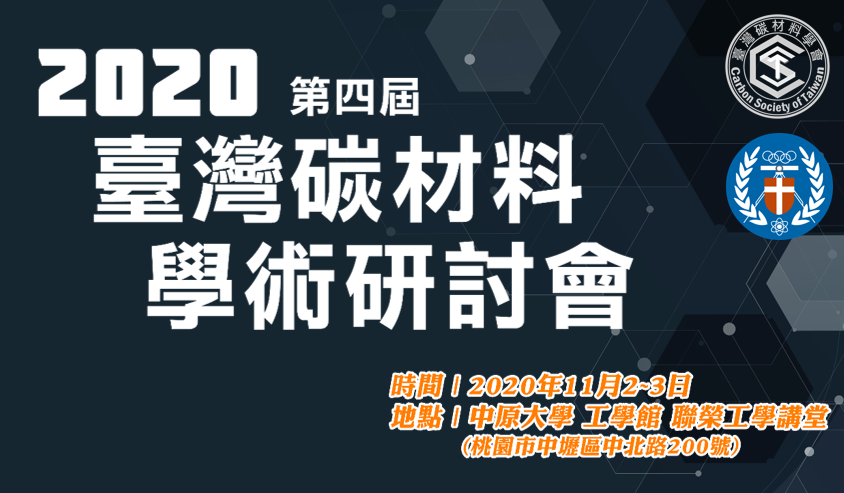 2020 第四屆
臺灣碳材料
學術研討會
時間｜2020年11月2~3日
地點｜中原大學 工學館 聯榮工學講堂
(桃園市中壢區中北路200號)
臺灣碳材料學會
Carbon Society of Taiwan